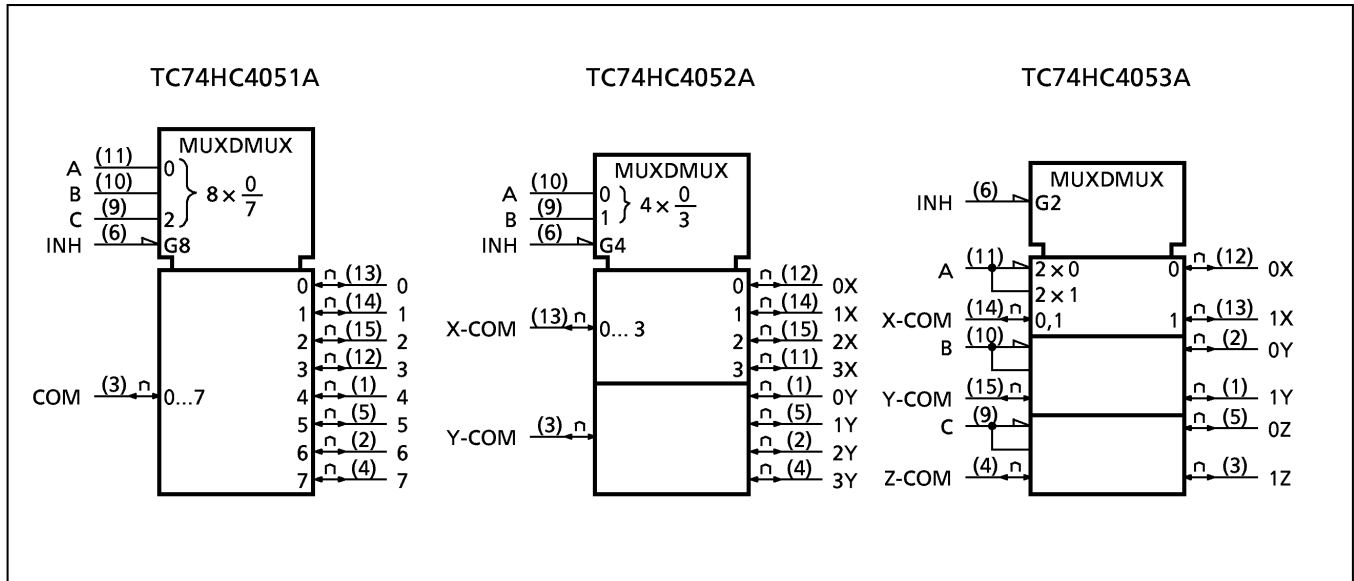 TC74HC4051A
MUXDMUX
A (11) 0
B (10)
C (9) 2
8 × 0/7
INH (6) G8
COM (3) ∩ 0...7
0 ∩ (13) 0
1 ∩ (14) 1
2 ∩ (15) 2
3 ∩ (12) 3
4 ∩ (1) 4
5 ∩ (5) 5
6 ∩ (2) 6
7 ∩ (4) 7
TC74HC4052A
MUXDMUX
A (10) 0
B (9) 1
4 × 0/3
INH (6) G4
X-COM (13) ∩ 0... 3
0 ∩ (12) 0X
1 ∩ (14) 1X
2 ∩ (15) 2X
3 ∩ (11) 3X
Y-COM (3) ∩
∩ (1) 0Y
∩ (5) 1Y
∩ (2) 2Y
∩ (4) 3Y
TC74HC4053A
MUXDMUX
INH (6) G2
A (11) 2 × 0
2 × 1
X-COM (14) ∩ 0,1
0 ∩ (12) 0X
1 ∩ (13) 1X
B (10)
Y-COM (15) ∩
∩ (2) 0Y
∩ (1) 1Y
C (9)
Z-COM (4) ∩
∩ (5) 0Z
∩ (3) 1Z